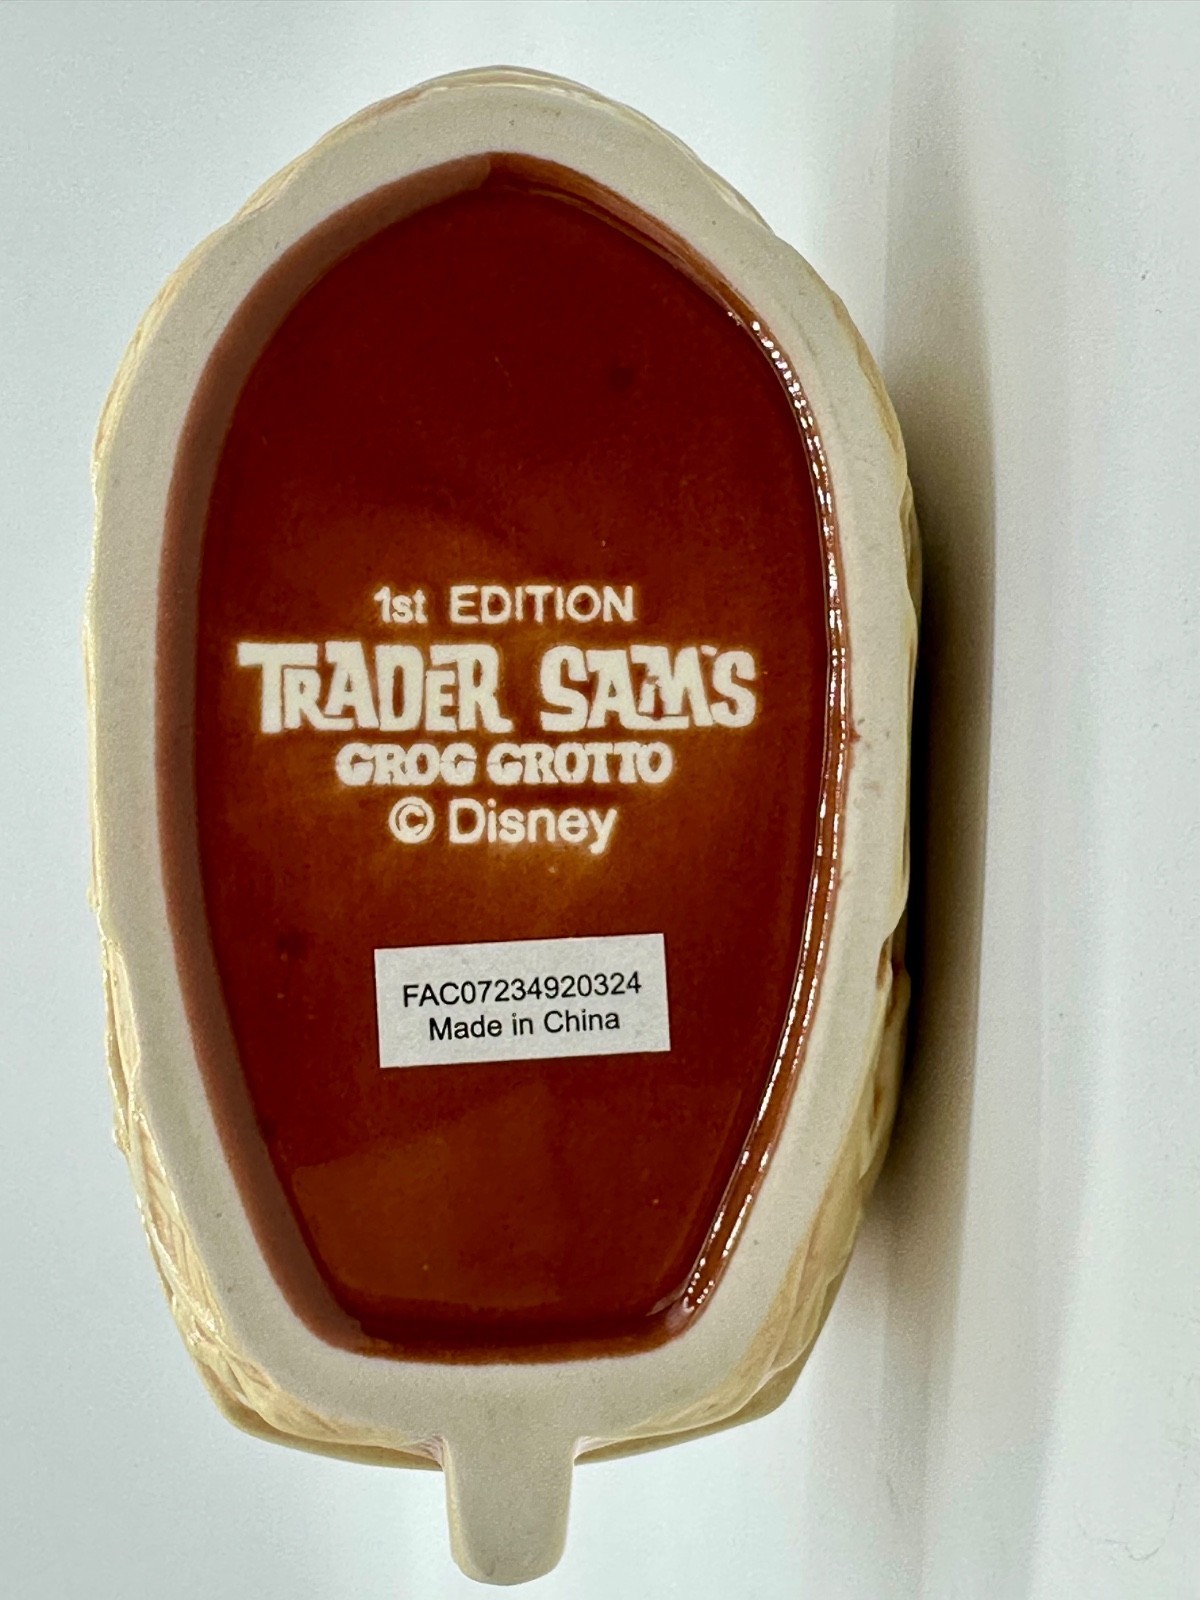 1st EDITION
TRADER SAM'S
GROG GROTTO
© Disney
FAC07234920324
Made in China